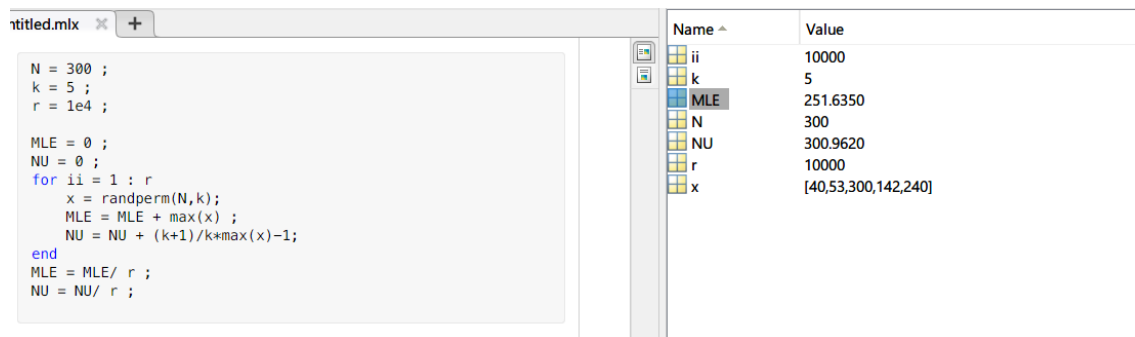 ntitled.mlx
N = 300 ;
k = 5 ;
r = 1e4 ;
MLE = 0 ;
NU = 0 ;
for ii = 1 : r
x = randperm(N,k);
MLE = MLE + max(x) ;
NU = NU + (k+1)/k*max(x)-1;
end
MLE = MLE/ r ;
NU = NU/ r ;
Name Value
ii 10000
k 5
MLE 251.6350
N 300
NU 300.9620
r 10000
x [40,53,300,142,240]